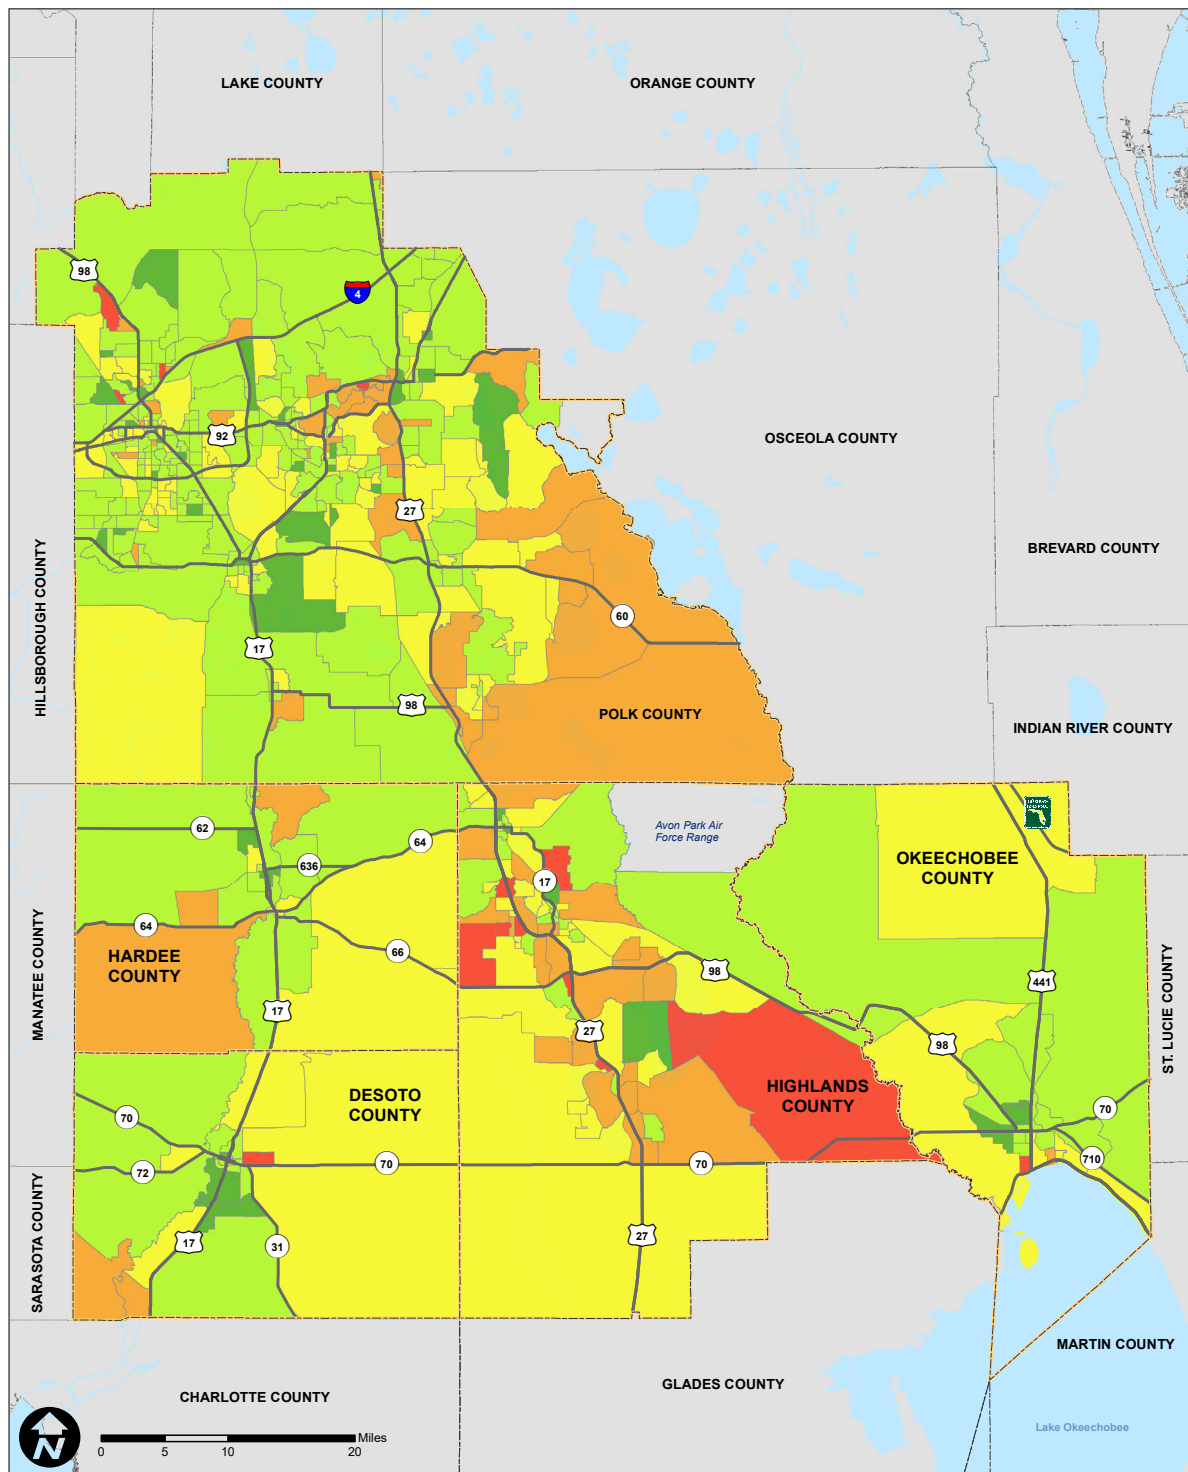 LAKE COUNTY
ORANGE COUNTY
98
4
92
OSCEOLA COUNTY
27
BREVARD COUNTY
HILLSBOROUGH COUNTY
60
17
98
POLK COUNTY
INDIAN RIVER COUNTY
62
64
636
Avon Park Air
Force Range
OKEECHOBEE
COUNTY
17
64
HARDEE
COUNTY
66
98
441
MANATEE COUNTY
ST. LUCIE COUNTY
17
27
98
HIGHLANDS
COUNTY
DESOTO
COUNTY
70
70
72
70
70
710
SARASOTA COUNTY
17
31
27
MARTIN COUNTY
GLADES COUNTY
CHARLOTTE COUNTY
Lake Okeechobee
N
Miles
0 5 10 20